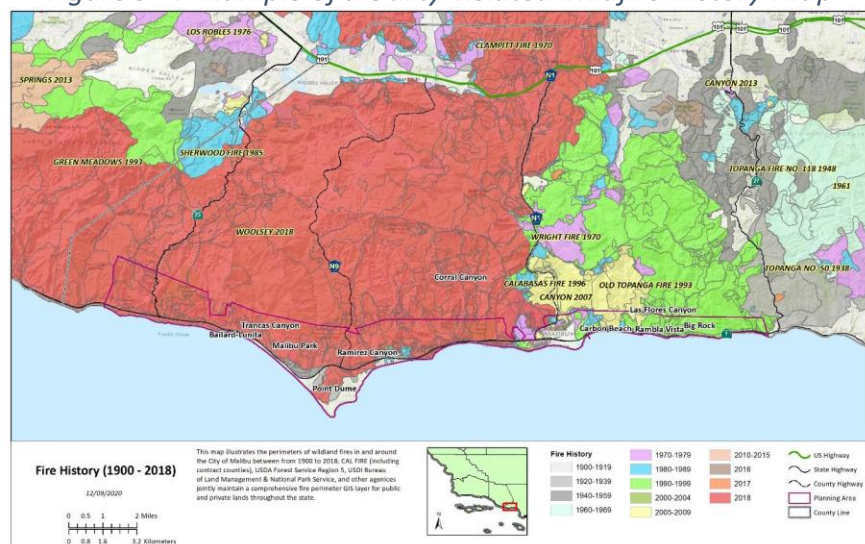 LOS ROBLES 1976
CLAMPITT FIRE 1970
101
101
101
N1
SPRINGS 2013
CANYON 2013
SHERWOOD FIRE 1985
GREEN MEADOWS 1993
TOPANGA FIRE NO. 118 1948
27
1961
23
WOOLSEY 2018
N1
WRIGHT FIRE 1970
N9
Corral Canyon
CALABASAS FIRE 1996
OLD TOPANGA FIRE 1993
TOPANGA NO. 50 1938
CANYON 2007
Las Flores Canyon
Trancas Canyon
Bailard-Lunita
Carbon Beach
Rambla Vista
Big Rock
Malibu Park
Ramirez Canyon
1
Point Dume
Fire History (1900 - 2018)
12/09/2020
0 0.5 1 2 Miles
0 0.8 1.6 3.2 Kilometers
This map illustrates the perimeters of wildland fires in and around
the City of Malibu between from 1900 to 2018. CAL FIRE (including
contract counties), USDA Forest Service Region 5, USDI Bureau
of Land Management & National Park Service, and other agencies
jointly maintain a comprehensive fire perimeter GIS layer for public
and private lands throughout the state.
N
Fire History
1900-1919
1920-1939
1940-1959
1960-1969
1970-1979
1980-1989
1990-1999
2000-2004
2005-2009
2010-2015
2016
2017
2018
US Highway
State Highway
County Highway
Planning Area
County Line